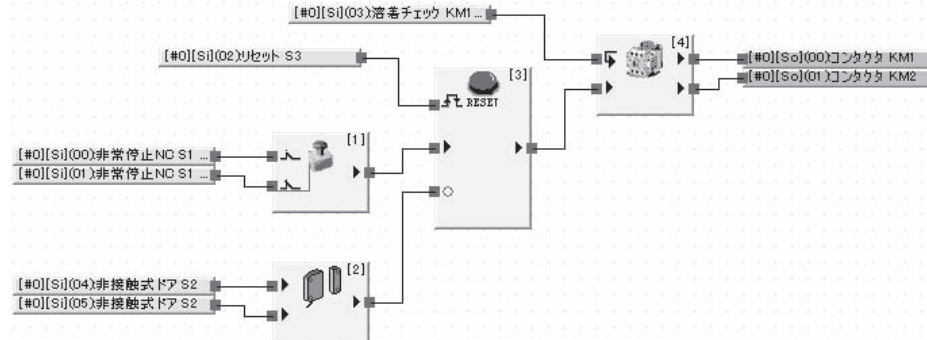 [#0][Si](03):溶着チェック KM1...
[4]
[#0][So](00):コンタクタ KM1
[#0][So](01):コンタクタ KM2
[#0][Si](02):リセット S3
[3]
RESET
[1]
[#0][Si](00):非常停止NC S1 ...
[#0][Si](01):非常停止NC S1 ...
[2]
[#0][Si](04):非接触式ドア S2
[#0][Si](05):非接触式ドア S2